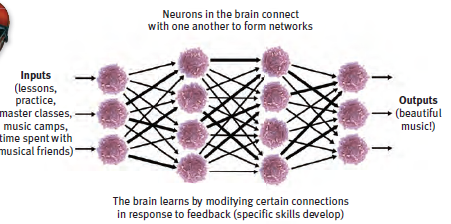 Neurons in the brain connect
with one another to form networks
Inputs
(lessons,
practice,
master classes,
music camps,
time spent with
musical friends)
Outputs
(beautiful
music!)
The brain learns by modifying certain connections
in response to feedback (specific skills develop)